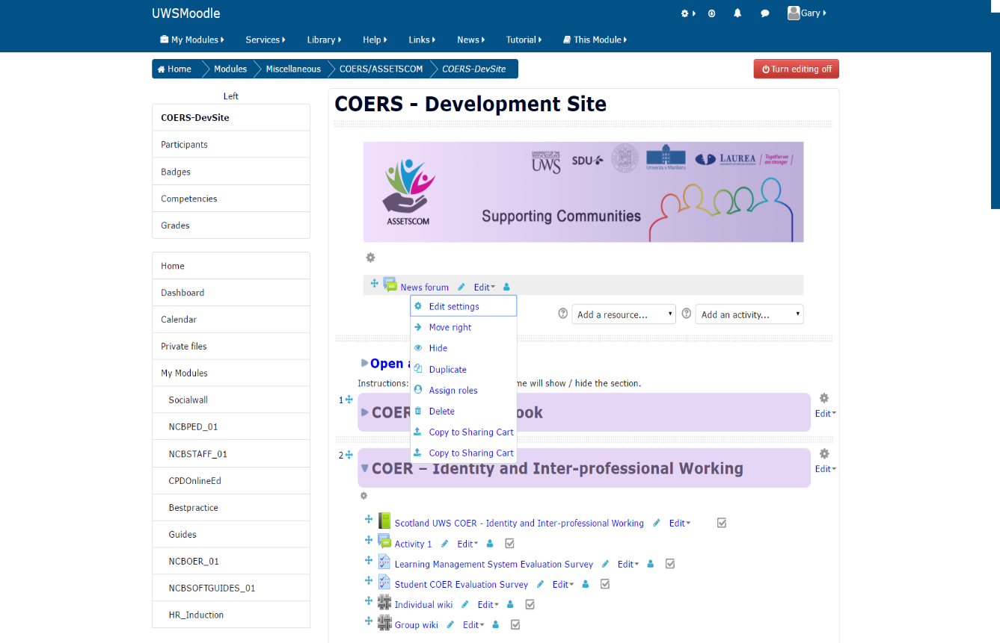 UWSMoodle
Gary
My Modules Services Library Help Links News Tutorial This Module
Home Modules Miscellaneous COERS/ASSETSCOM COERS-DevSite
Turn editing off
Left
COERS-DevSite
Participants
Badges
Competencies
Grades
Home
Dashboard
Calendar
Private files
My Modules
Socialwall
NCBPED_01
NCBSTAFF_01
CPDOnlineEd
Bestpractice
Guides
NCBOER_01
NCBSOFTGUIDES_01
HR_Induction
COERS - Development Site
UWS SDU Univerza v Mariboru LAUREA Together we are stronger
ASSETSCOM
Supporting Communities
News forum Edit
Edit settings
Move right
Hide
Duplicate
Assign roles
Delete
Copy to Sharing Cart
Copy to Sharing Cart
Add a resource... Add an activity...
Open
Instructions: me will show / hide the section.
1 COER ook
Edit
2 COER – Identity and Inter-professional Working
Edit
Scotland UWS COER - Identity and Inter-professional Working Edit
Activity 1 Edit
Learning Management System Evaluation Survey Edit
Student COER Evaluation Survey Edit
Individual wiki Edit
Group wiki Edit